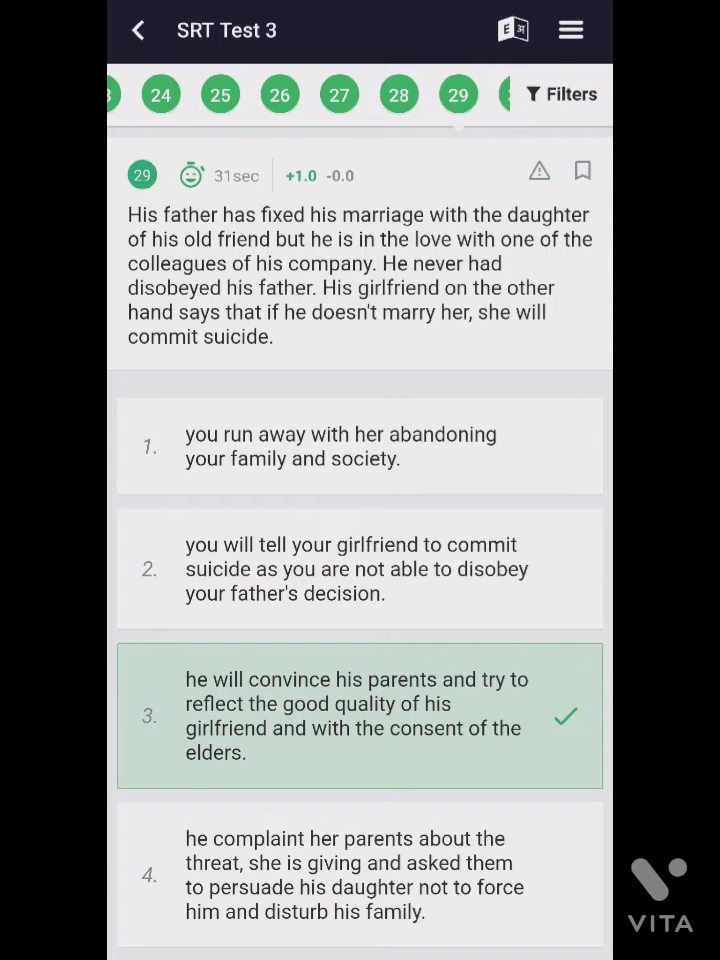 SRT Test 3
E अ
24 25 26 27 28 29 Filters
29 31sec +1.0 -0.0
His father has fixed his marriage with the daughter
of his old friend but he is in the love with one of the
colleagues of his company. He never had
disobeyed his father. His girlfriend on the other
hand says that if he doesn't marry her, she will
commit suicide.
1. you run away with her abandoning
your family and society.
2. you will tell your girlfriend to commit
suicide as you are not able to disobey
your father's decision.
3. he will convince his parents and try to
reflect the good quality of his
girlfriend and with the consent of the
elders.
4. he complaint her parents about the
threat, she is giving and asked them
to persuade his daughter not to force
him and disturb his family.
VITA